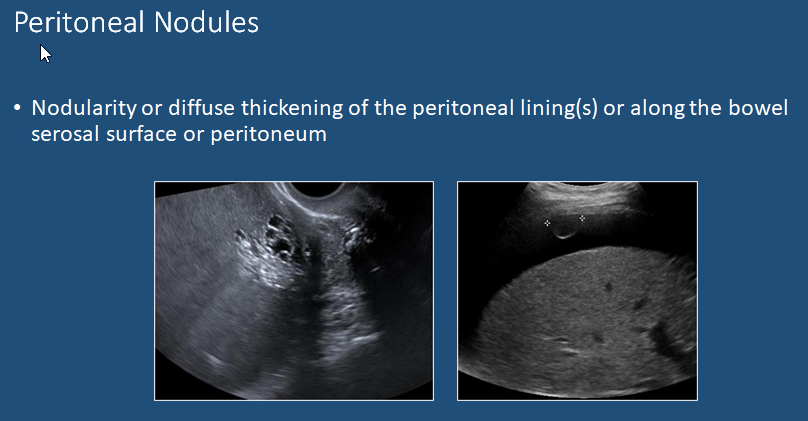 Peritoneal Nodules
• Nodularity or diffuse thickening of the peritoneal lining(s) or along the bowel
serosal surface or peritoneum